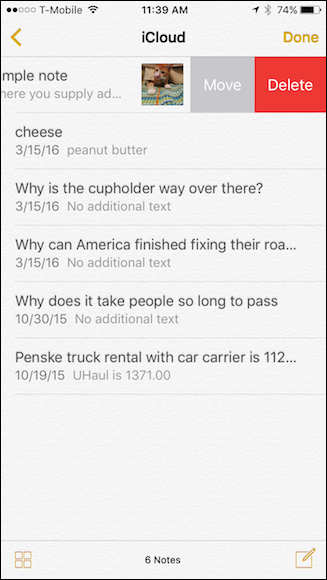 T-Mobile 11:39 AM 74%
iCloud Done
mple note
here you supply ad... Move Delete
cheese
3/15/16 peanut butter
Why is the cupholder way over there?
3/15/16 No additional text
Why can America finished fixing their roa...
3/15/16 No additional text
Why does it take people so long to pass
10/30/15 No additional text
Penske truck rental with car carrier is 112...
10/19/15 UHaul is 1371.00
6 Notes